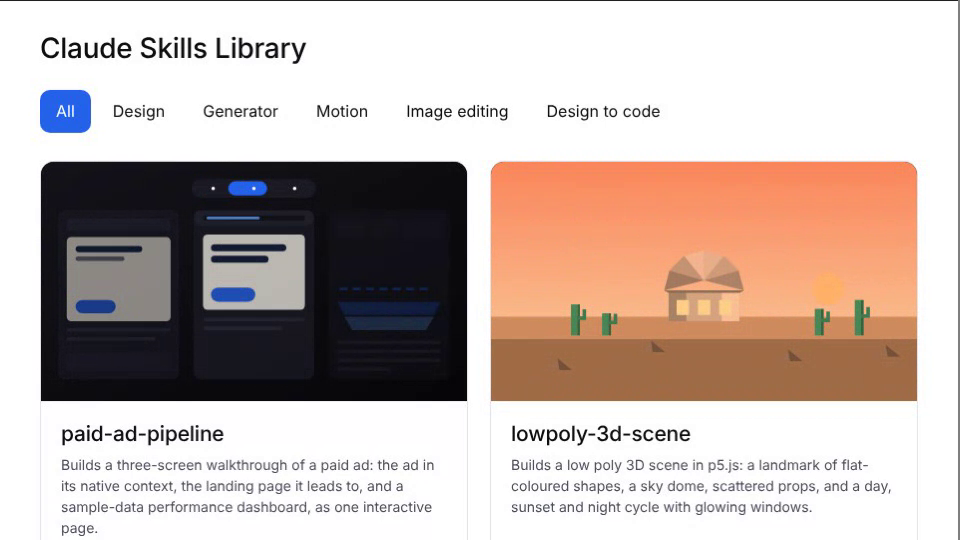 Claude Skills Library
All
Design
Generator
Motion
Image editing
Design to code
paid-ad-pipeline
Builds a three-screen walkthrough of a paid ad: the ad in
its native context, the landing page it leads to, and a
sample-data performance dashboard, as one interactive
page.
lowpoly-3d-scene
Builds a low poly 3D scene in p5.js: a landmark of flat-
coloured shapes, a sky dome, scattered props, and a day,
sunset and night cycle with glowing windows.